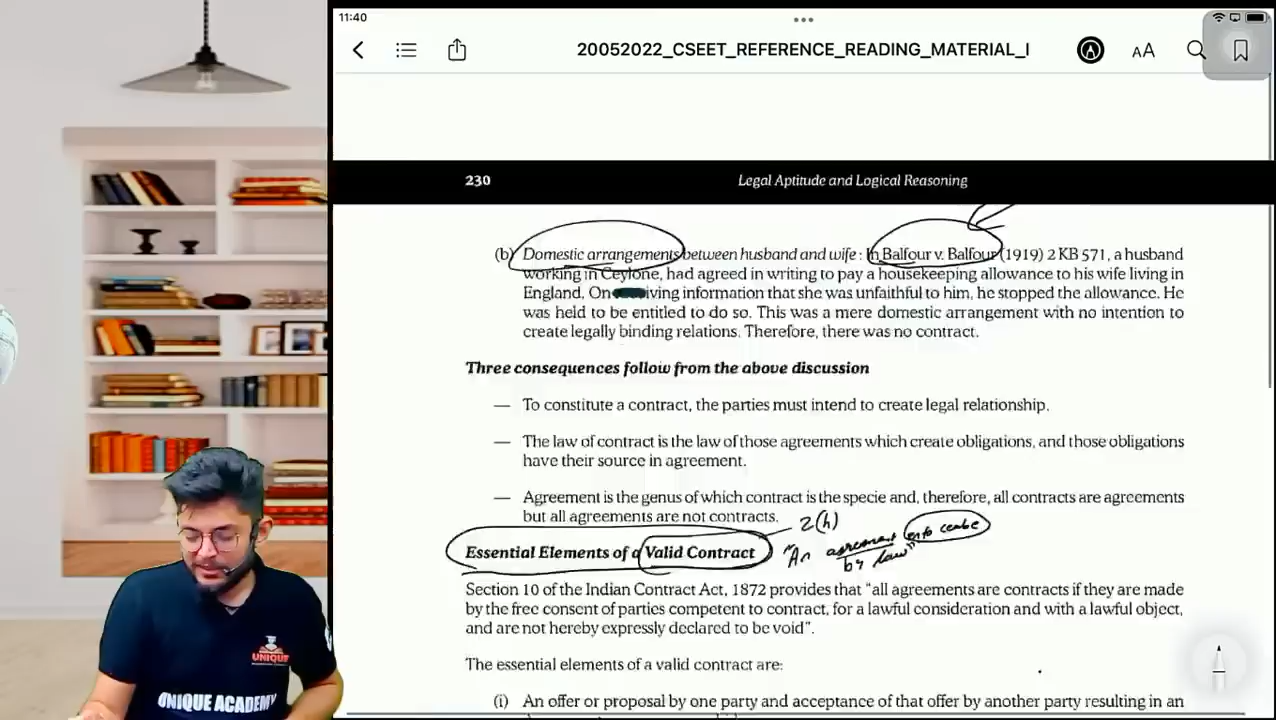 11:40
20052022_CSEET_REFERENCE_READING_MATERIAL_I
AA
230
Legal Aptitude and Logical Reasoning
(b) Domestic arrangements between husband and wife : In Balfour v. Balfour (1919) 2 KB 571, a husband
working in Ceylone, had agreed in writing to pay a housekeeping allowance to his wife living in
England. On iving information that she was unfaithful to him, he stopped the allowance. He
was held to be entitled to do so. This was a mere domestic arrangement with no intention to
create legally binding relations. Therefore, there was no contract.
Three consequences follow from the above discussion
— To constitute a contract, the parties must intend to create legal relationship.
— The law of contract is the law of those agreements which create obligations, and those obligations
have their source in agreement.
— Agreement is the genus of which contract is the specie and, therefore, all contracts are agreements
but all agreements are not contracts.
2(h)
Essential Elements of a Valid Contract
"An agreement
by law"
Section 10 of the Indian Contract Act, 1872 provides that "all agreements are contracts if they are made
by the free consent of parties competent to contract, for a lawful consideration and with a lawful object,
and are not hereby expressly declared to be void".
The essential elements of a valid contract are:
(i) An offer or proposal by one party and acceptance of that offer by another party resulting in an
UNIQUE
UNIQUE ACADEMY